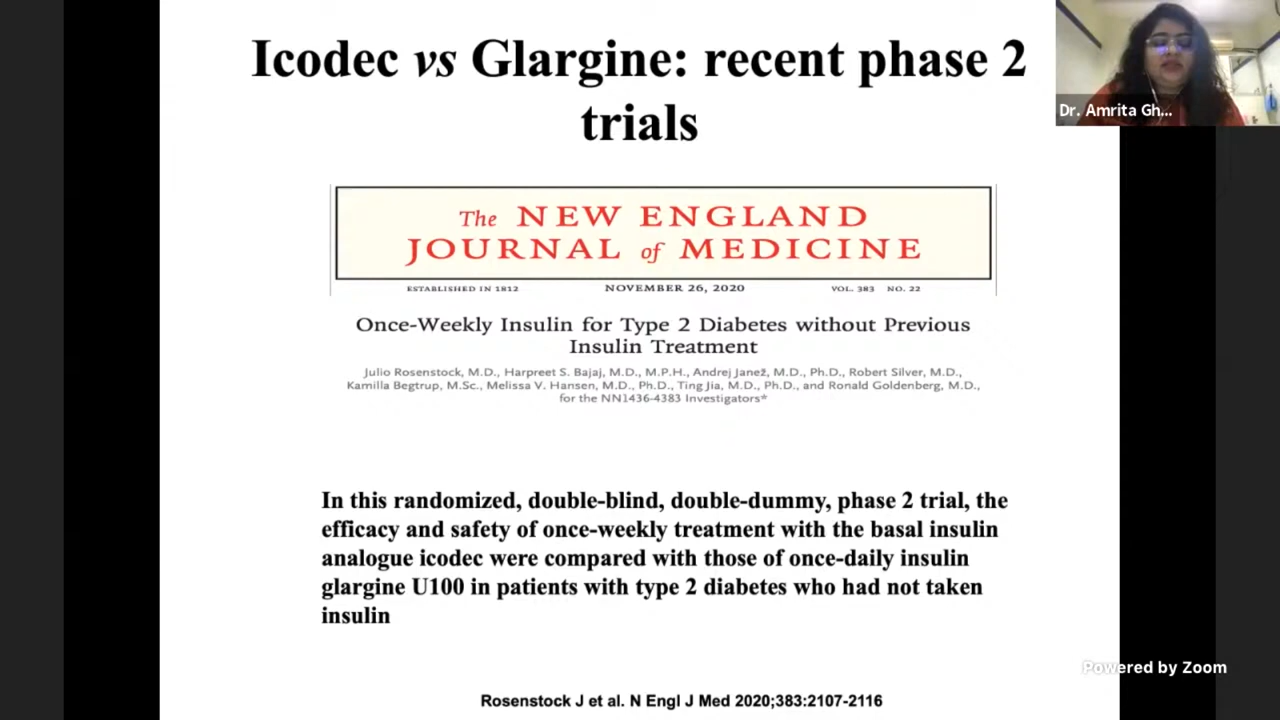 Icodec vs Glargine: recent phase 2
trials
Dr. Amrita Gh...
The NEW ENGLAND
JOURNAL of MEDICINE
ESTABLISHED IN 1812 NOVEMBER 26, 2020 VOL. 383 NO. 22
Once-Weekly Insulin for Type 2 Diabetes without Previous
Insulin Treatment
Julio Rosenstock, M.D., Harpreet S. Bajaj, M.D., M.P.H., Andrej Janež, M.D., Ph.D., Robert Silver, M.D.,
Kamilla Begtrup, M.Sc., Melissa V. Hansen, M.D., Ph.D., Ting Jia, M.D., Ph.D., and Ronald Goldenberg, M.D.,
for the NN1436-4383 Investigators*
In this randomized, double-blind, double-dummy, phase 2 trial, the
efficacy and safety of once-weekly treatment with the basal insulin
analogue icodec were compared with those of once-daily insulin
glargine U100 in patients with type 2 diabetes who had not taken
insulin
Powered by Zoom
Rosenstock J et al. N Engl J Med 2020;383:2107-2116